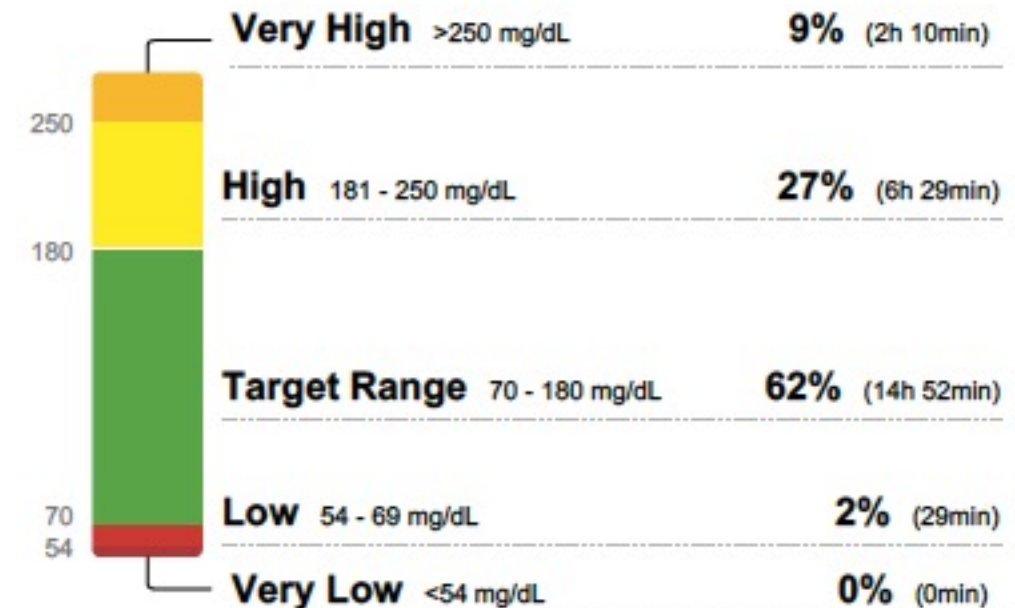 Very High >250 mg/dL 9% (2h 10min)
250
High 181 - 250 mg/dL 27% (6h 29min)
180
Target Range 70 - 180 mg/dL 62% (14h 52min)
70
Low 54 - 69 mg/dL 2% (29min)
54
Very Low <54 mg/dL 0% (0min)